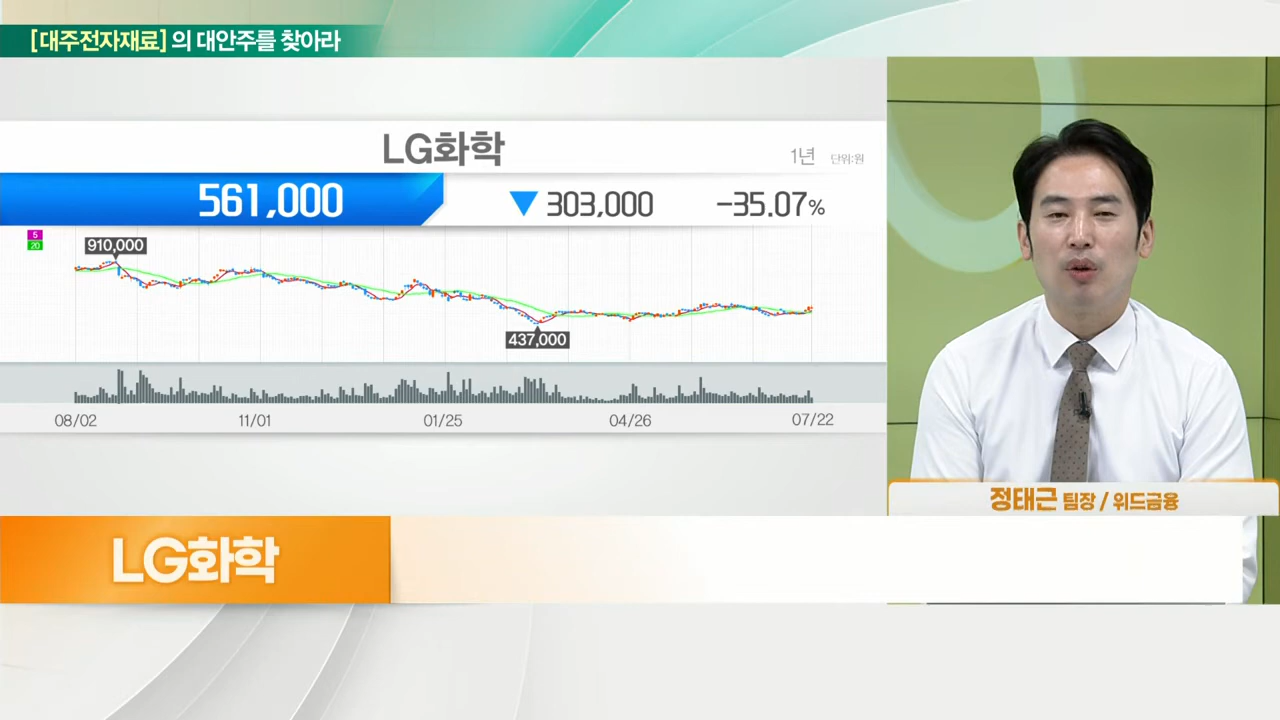 [대주전자재료] 의 대안주를 찾아라
LG화학
1년 단위:원
561,000 ▼ 303,000 -35.07%
5
20
910,000
437,000
08/02 11/01 01/25 04/26 07/22
정태근 팀장 / 위드금융
LG화학